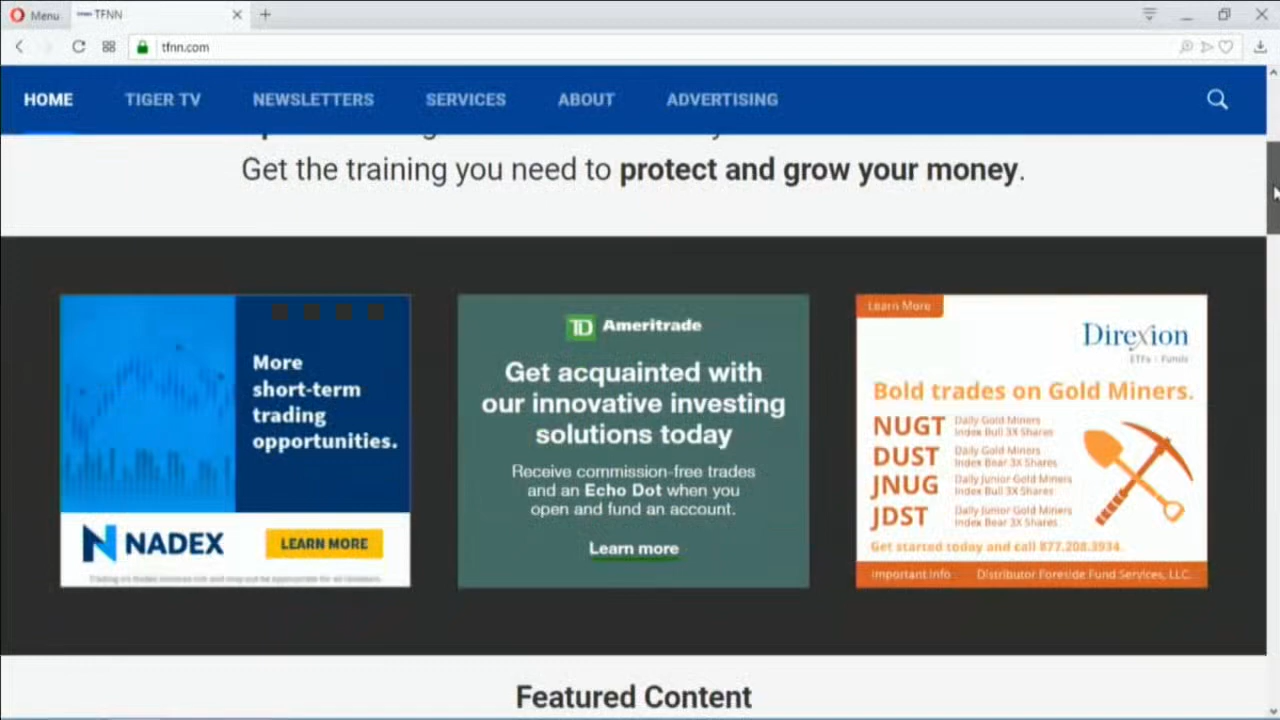 Menu
TFNN
tfnn.com
HOME TIGER TV NEWSLETTERS SERVICES ABOUT ADVERTISING
Get the training you need to protect and grow your money.
More
short-term
trading
opportunities.
NADEX
LEARN MORE
TD Ameritrade
Get acquainted with
our innovative investing
solutions today
Receive commission-free trades
and an Echo Dot when you
open and fund an account.
Learn more
Learn More
Direxion
ETFs Funds
Bold trades on Gold Miners.
NUGT Daily Gold Miners
Index Bull 3X Shares
DUST Daily Gold Miners
Index Bear 3X Shares
JNUG Daily Junior Gold Miners
Index Bull 3X Shares
JDST Daily Junior Gold Miners
Index Bear 3X Shares
Get started today and call 877.208.3934.
Important Info Distributor Foreside Fund Services, LLC.
Featured Content